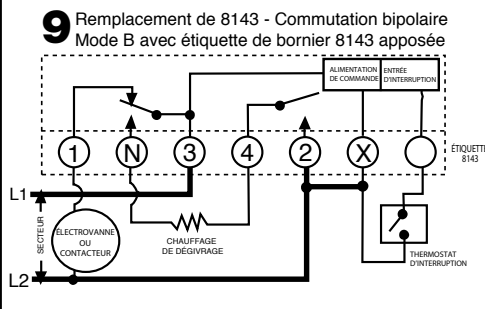 9 Remplacement de 8143 - Commutation bipolaire
Mode B avec étiquette de bornier 8143 apposée
ALIMENTATION
DE COMMANDE
ENTRÉE
D'INTERRUPTION
1 N 3 4 2 X
ÉTIQUETTE
8143
L1
SECTEUR
ÉLECTROVANNE
OU
CONTACTEUR
CHAUFFAGE
DE DÉGIVRAGE
THERMOSTAT
D'INTERRUPTION
L2